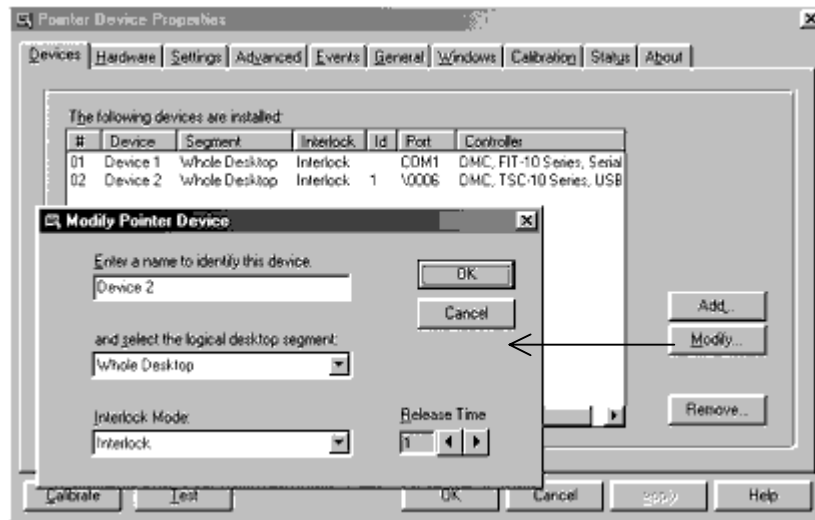 Pointer Device Properties
Devices Hardware Settings Advanced Events General Windows Calibration Status About
The following devices are installed:
# Device Segment Interlock Id Port Controller
01 Device 1 Whole Desktop Interlock COM1 DMC, FIT-10 Series, Serial
02 Device 2 Whole Desktop Interlock 1 \0006 DMC, TSC-10 Series, USB
Modify Pointer Device
Enter a name to identify this device.
Device 2
OK
Cancel
and select the logical desktop segment:
Whole Desktop
Interlock Mode:
Interlock
Release Time
1
Add...
Modify...
Remove...
Calibrate Test OK Cancel Apply Help